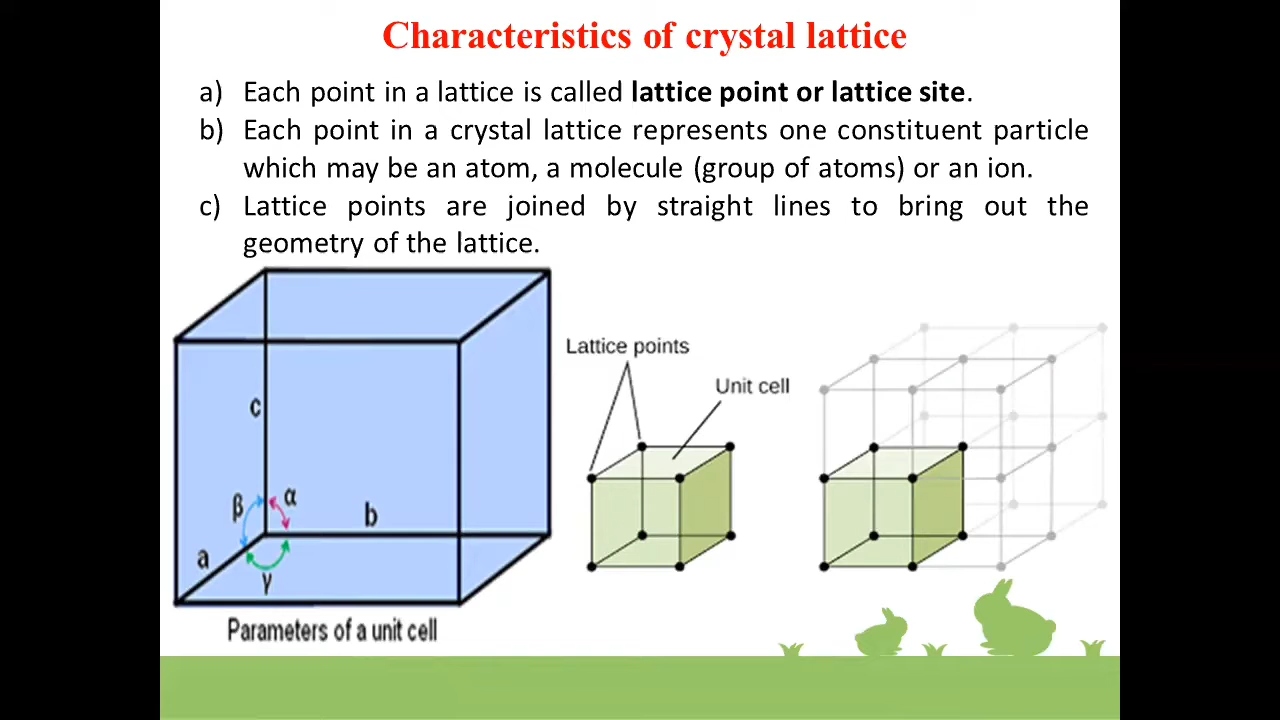 Characteristics of crystal lattice
a) Each point in a lattice is called lattice point or lattice site.
b) Each point in a crystal lattice represents one constituent particle
which may be an atom, a molecule (group of atoms) or an ion.
c) Lattice points are joined by straight lines to bring out the
geometry of the lattice.
c
β
α
b
a
γ
Parameters of a unit cell
Lattice points
Unit cell